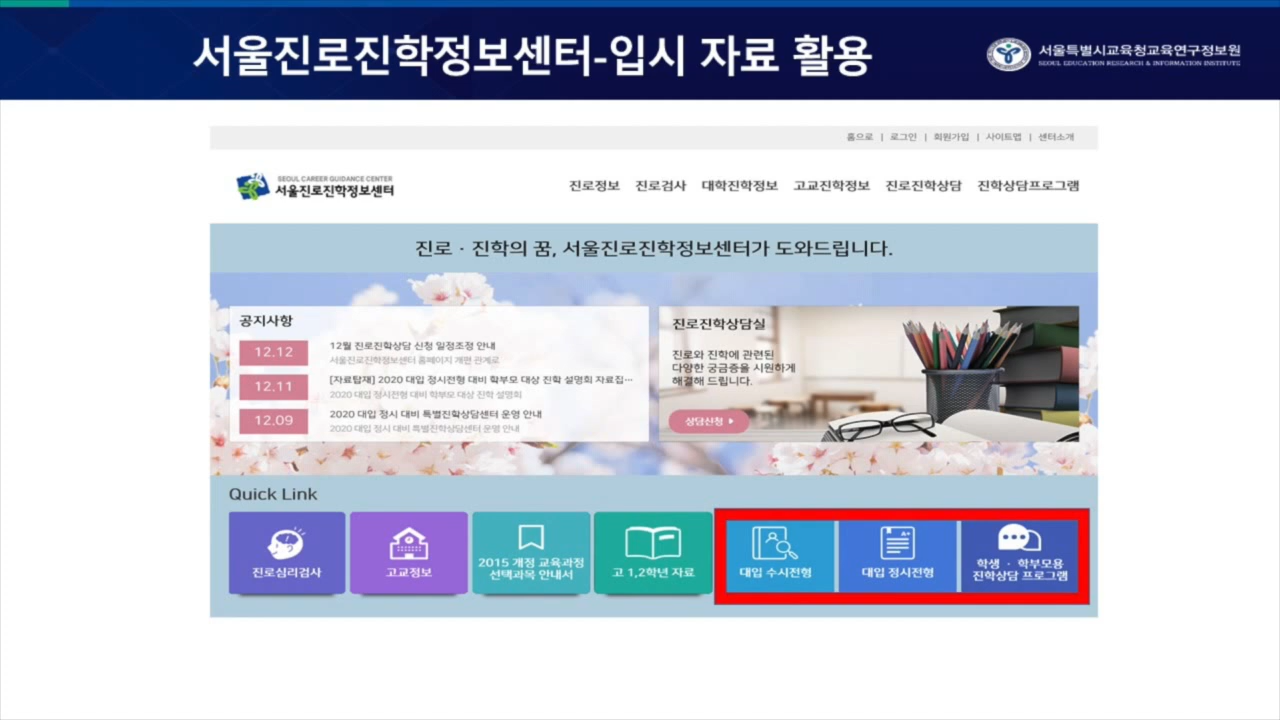 서울진로진학정보센터-입시 자료 활용
서울특별시교육청교육연구정보원
SEOUL EDUCATION RESEARCH & INFORMATION INSTITUTE
홈으로 | 로그인 | 회원가입 | 사이트맵 | 센터소개
SEOUL CAREER GUIDANCE CENTER
서울진로진학정보센터
진로정보 진로검사 대학진학정보 고교진학정보 진로진학상담 진학상담프로그램
진로 · 진학의 꿈, 서울진로진학정보센터가 도와드립니다.
공지사항
12.12
12월 진로진학상담 신청 일정조정 안내
서울진로진학정보센터 홈페이지 개편 관계로
12.11
[자료탑재] 2020 대입 정시전형 대비 학부모 대상 진학 설명회 자료집…
2020 대입 정시전형 대비 학부모 대상 진학 설명회
12.09
2020 대입 정시 대비 특별진학상담센터 운영 안내
2020 대입 정시 대비 특별진학상담센터 운영 안내
진로진학상담실
진로와 진학에 관련된
다양한 궁금증을 시원하게
해결해 드립니다.
상담신청
Quick Link
진로심리검사
고교정보
2015 개정 교육과정
선택과목 안내서
고 1,2학년 자료
대입 수시전형
A+
대입 정시전형
학생 · 학부모용
진학상담 프로그램